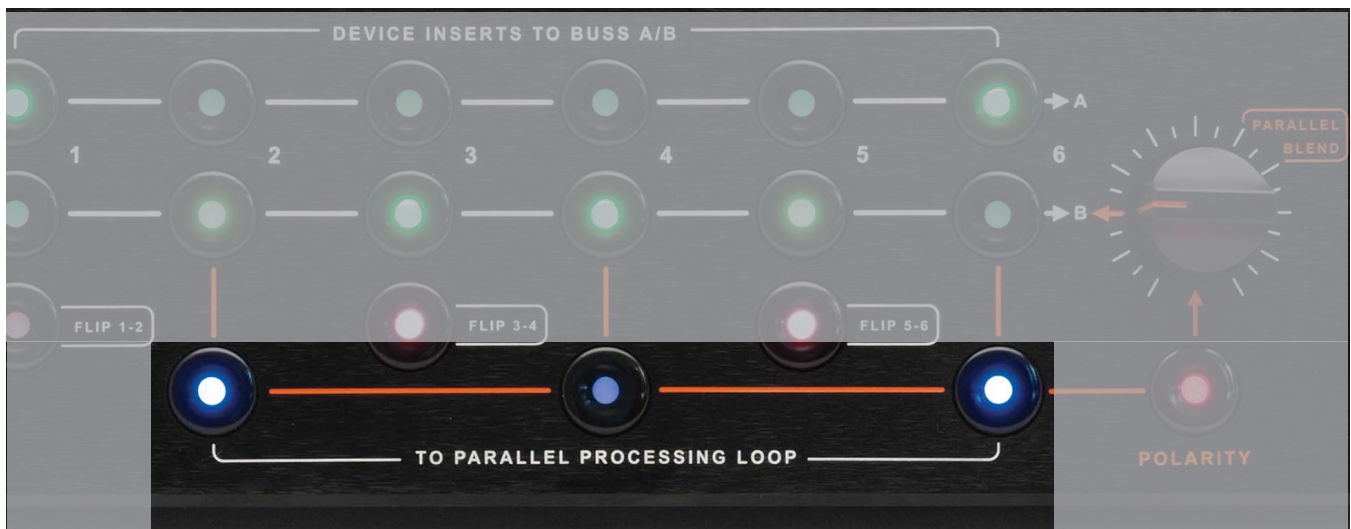 DEVICE INSERTS TO BUSS A/B
A
PARALLEL
BLEND
1 2 3 4 5 6
B
FLIP 1-2 FLIP 3-4 FLIP 5-6
TO PARALLEL PROCESSING LOOP
POLARITY